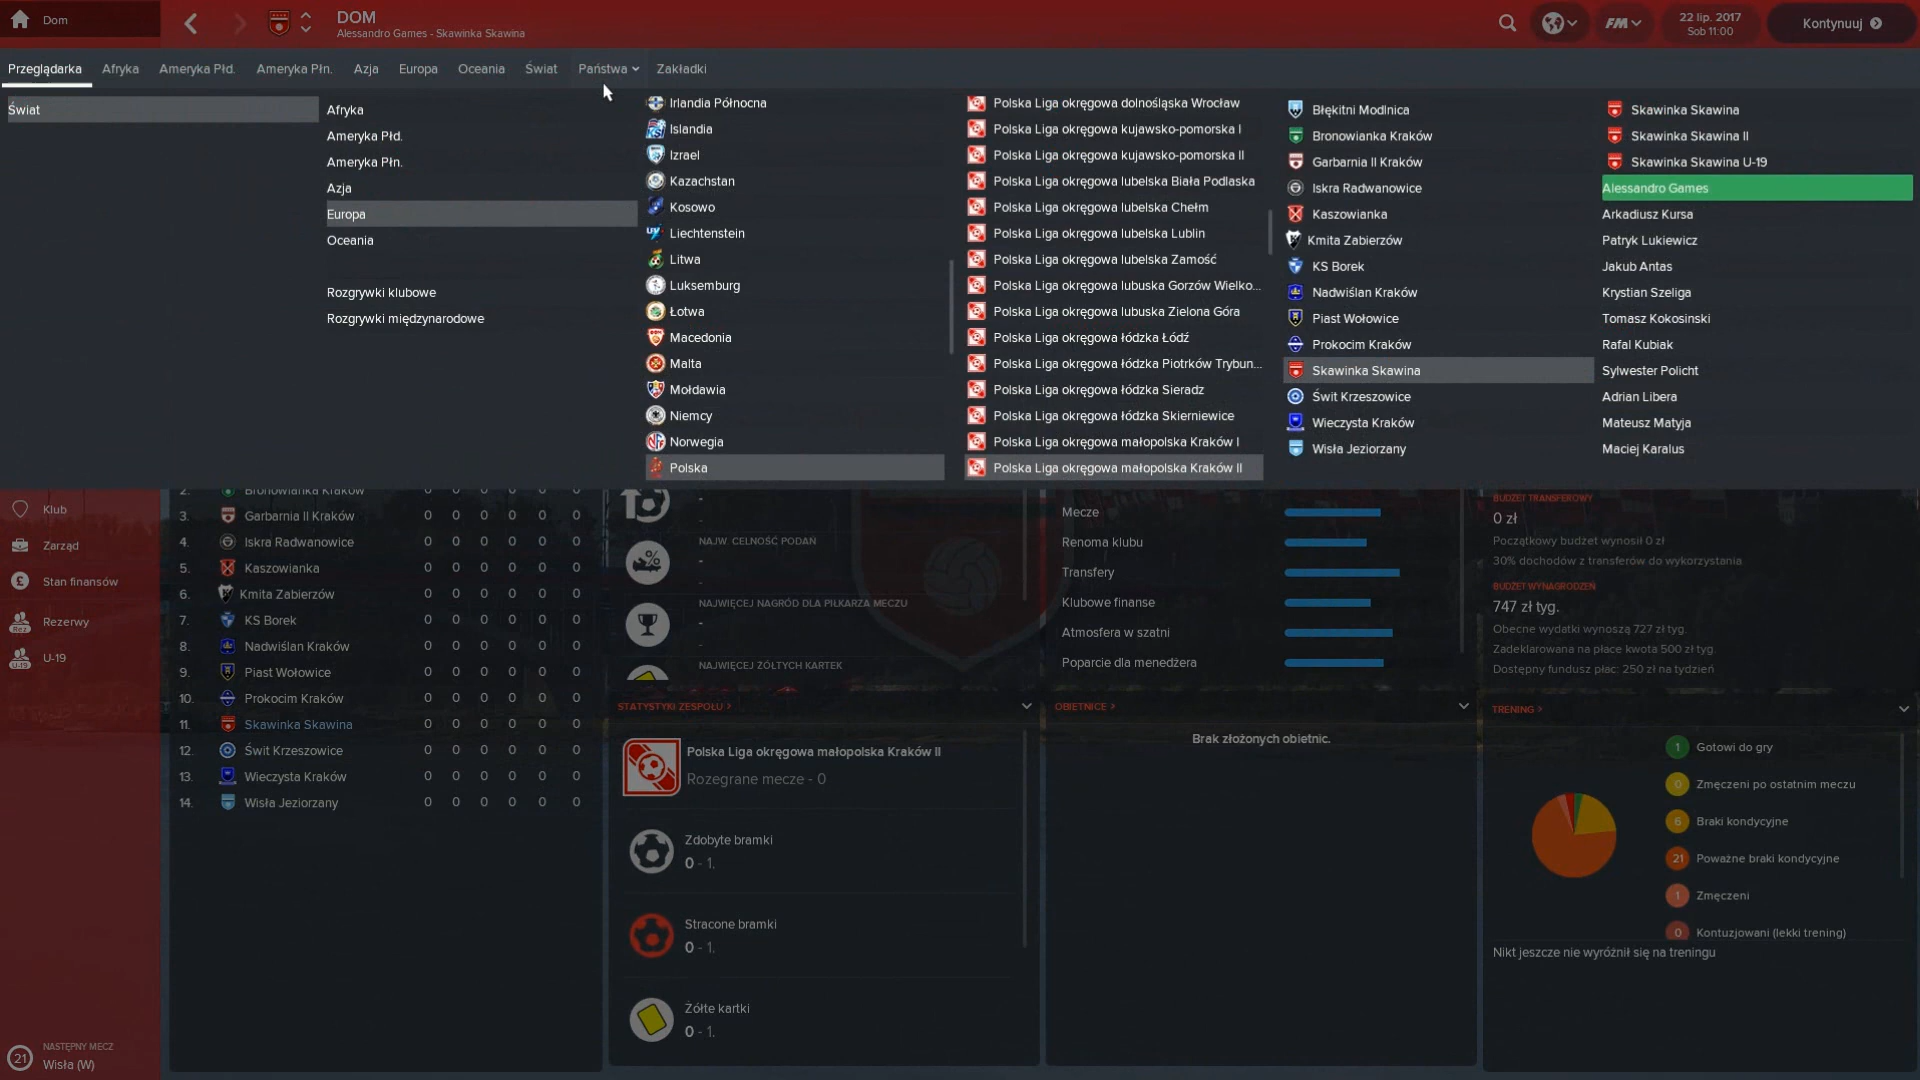 Dom
DOM
Alessandro Games - Skawinka Skawina
FM
22 lip. 2017
Sob 11:00
Kontynuuj
Przeglądarka
Afryka
Ameryka Płd.
Ameryka Płn.
Azja
Europa
Oceania
Świat
Państwa
Zakładki
Świat
Afryka
Ameryka Płd.
Ameryka Płn.
Azja
Europa
Oceania
Rozgrywki klubowe
Rozgrywki międzynarodowe
Irlandia Północna
Islandia
Izrael
Kazachstan
Kosowo
Liechtenstein
Litwa
Luksemburg
Łotwa
Macedonia
Malta
Mołdawia
Niemcy
Norwegia
Polska
Polska Liga okręgowa dolnośląska Wrocław
Polska Liga okręgowa kujawsko-pomorska I
Polska Liga okręgowa kujawsko-pomorska II
Polska Liga okręgowa lubelska Biała Podlaska
Polska Liga okręgowa lubelska Chełm
Polska Liga okręgowa lubelska Lublin
Polska Liga okręgowa lubelska Zamość
Polska Liga okręgowa lubuska Gorzów Wielko...
Polska Liga okręgowa lubuska Zielona Góra
Polska Liga okręgowa łódzka Łódź
Polska Liga okręgowa łódzka Piotrków Trybun...
Polska Liga okręgowa łódzka Sieradz
Polska Liga okręgowa łódzka Skierniewice
Polska Liga okręgowa małopolska Kraków I
Polska Liga okręgowa małopolska Kraków II
Błękitni Modlnica
Bronowianka Kraków
Garbarnia II Kraków
Iskra Radwanowice
Kaszowianka
Kmita Zabierzów
KS Borek
Nadwiślan Kraków
Piast Wołowice
Prokocim Kraków
Skawinka Skawina
Świt Krzeszowice
Wieczysta Kraków
Wisła Jeziorzany
Skawinka Skawina
Skawinka Skawina II
Skawinka Skawina U-19
Alessandro Games
Arkadiusz Kursa
Patryk Lukiewicz
Jakub Antas
Krystian Szeliga
Tomasz Kokosinski
Rafal Kubiak
Sylwester Policht
Adrian Libera
Mateusz Matyja
Maciej Karalus
Klub
Zarząd
Stan finansów
Rezerwy
U-19
21
NASTĘPNY MECZ
Wisła (W)
2. Bronowianka Kraków 0 0 0 0 0 0
3. Garbarnia II Kraków 0 0 0 0 0 0
4. Iskra Radwanowice 0 0 0 0 0 0
5. Kaszowianka 0 0 0 0 0 0
6. Kmita Zabierzów 0 0 0 0 0 0
7. KS Borek 0 0 0 0 0 0
8. Nadwiślan Kraków 0 0 0 0 0 0
9. Piast Wołowice 0 0 0 0 0 0
10. Prokocim Kraków 0 0 0 0 0 0
11. Skawinka Skawina 0 0 0 0 0 0
12. Świt Krzeszowice 0 0 0 0 0 0
13. Wieczysta Kraków 0 0 0 0 0 0
14. Wisła Jeziorzany 0 0 0 0 0 0
NAJW. CELNOŚĆ PODAŃ
-
-
NAJWIĘCEJ NAGRÓD DLA PIŁKARZA MECZU
-
-
NAJWIĘCEJ ŻÓŁTYCH KARTEK
STATYSTYKI ZESPOŁU >
Polska Liga okręgowa małopolska Kraków II
Rozegrane mecze - 0
Zdobyte bramki
0 - 1.
Stracone bramki
0 - 1.
Żółte kartki
0 - 1.
Mecze
Renoma klubu
Transfery
Klubowe finanse
Atmosfera w szatni
Poparcie dla menedżera
OBIETNICE >
Brak złożonych obietnic.
BUDŻET TRANSFEROWY
0 zł
Początkowy budżet wynosił 0 zł
30% dochodów z transferów do wykorzystania
BUDŻET WYNAGRODZEŃ
747 zł tyg.
Obecne wydatki wynoszą 727 zł tyg.
Zadeklarowana na płace kwota 500 zł tyg.
Dostępny fundusz płac: 250 zł na tydzień
TRENING >
1 Gotowi do gry
0 Zmęczeni po ostatnim meczu
6 Braki kondycyjne
21 Poważne braki kondycyjne
1 Zmęczeni
0 Kontuzjowani (lekki trening)
Nikt jeszcze nie wyróżnił się na treningu